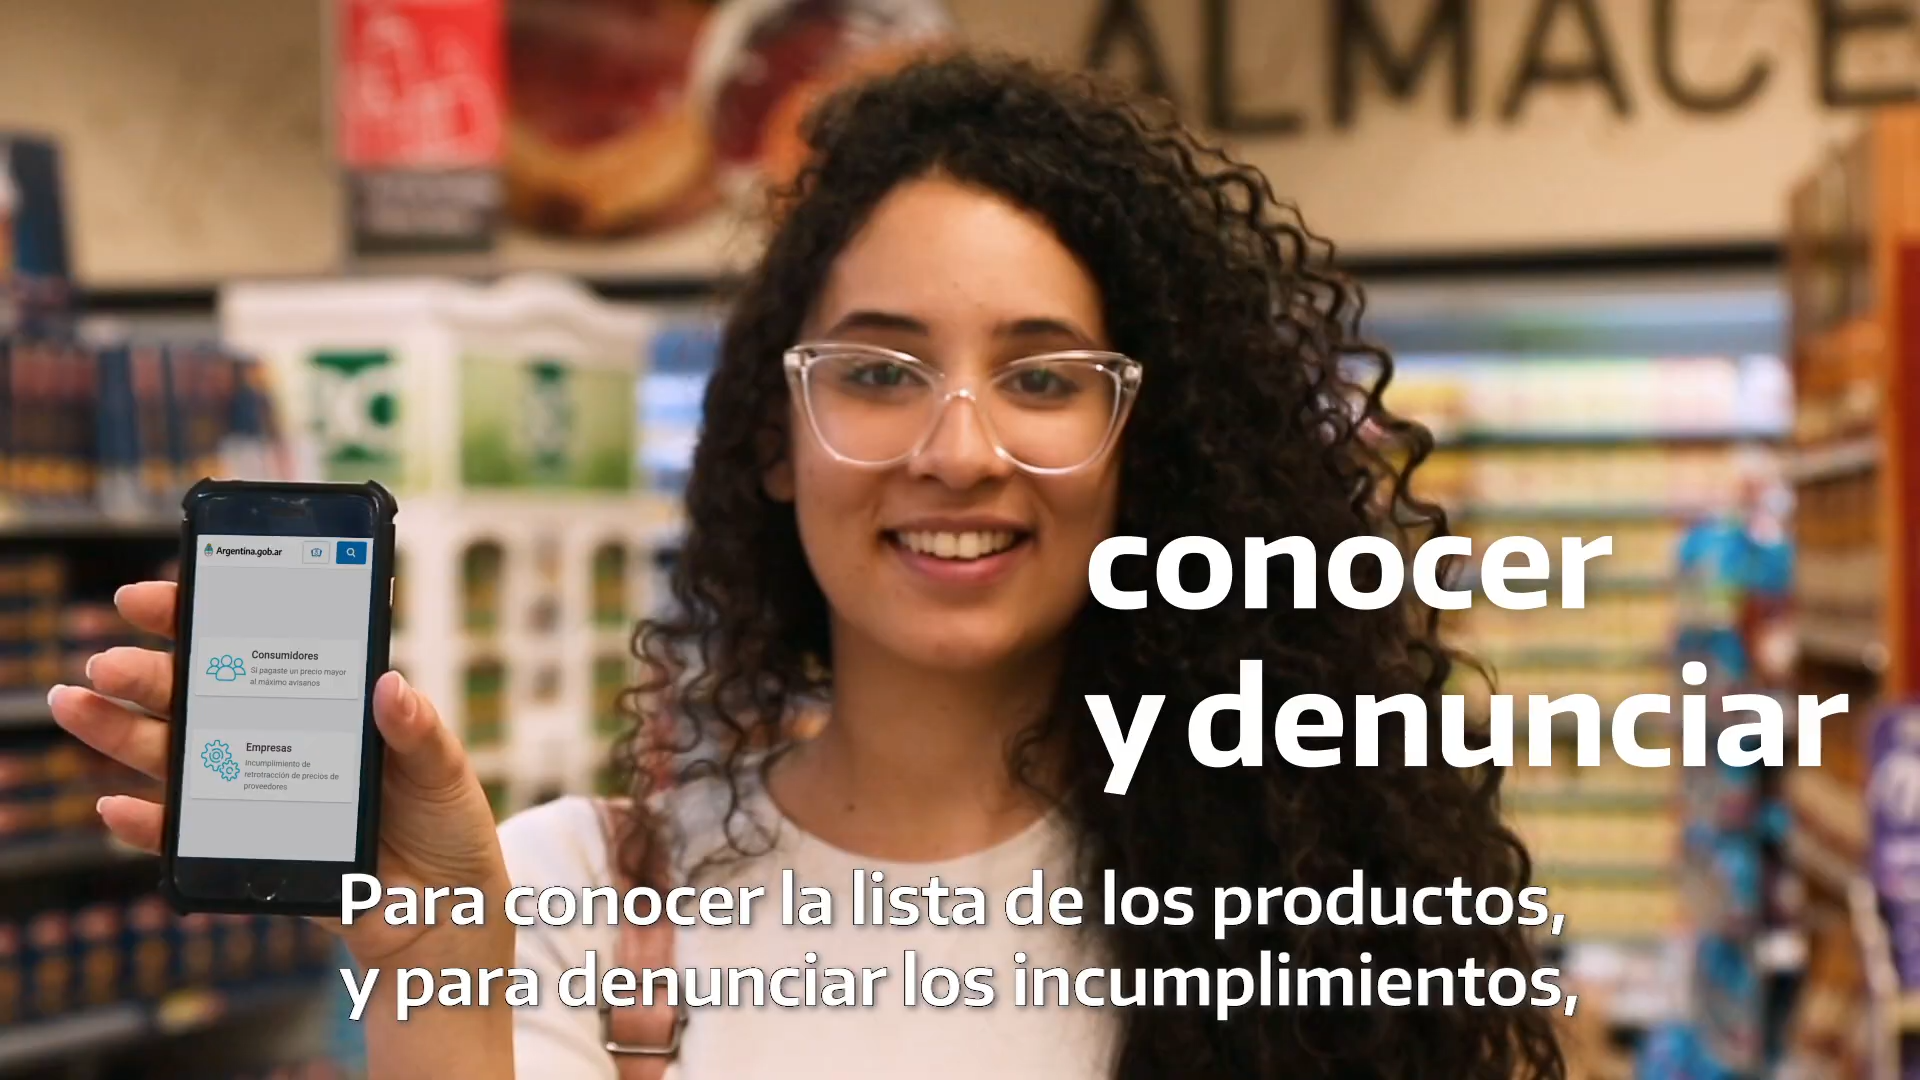 ALMACE
Argentina.gob.ar
Consumidores
Si pagaste un precio mayor
al máximo avisanos
Empresas
Incumplimiento de
retrotracción de precios de
proveedores
conocer
y denunciar
Para conocer la lista de los productos,
y para denunciar los incumplimientos,